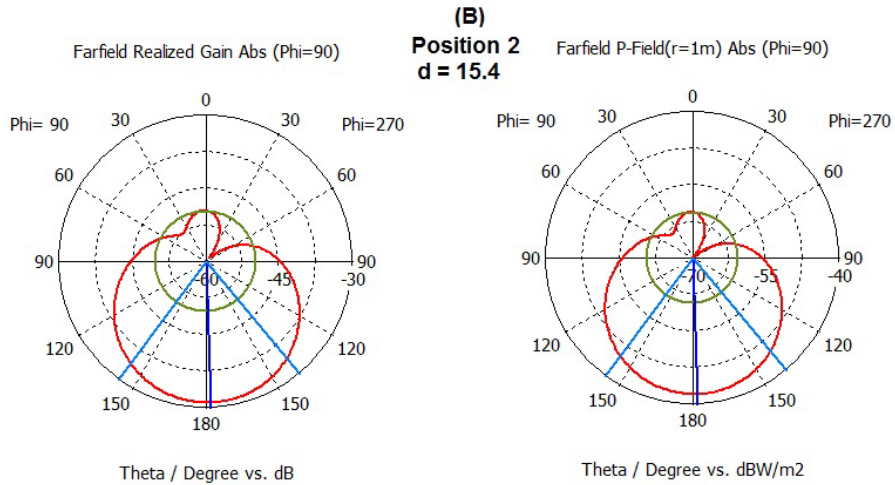 (B)
Position 2
d = 15.4
Farfield Realized Gain Abs (Phi=90)
0
30
30
Phi= 90
Phi=270
60
60
90
90
-60
-45
-30
120
120
150
150
180
Theta / Degree vs. dB
Farfield P-Field(r=1m) Abs (Phi=90)
0
30
30
Phi= 90
Phi=270
60
60
90
90
-70
-55
-40
120
120
150
150
180
Theta / Degree vs. dBW/m2